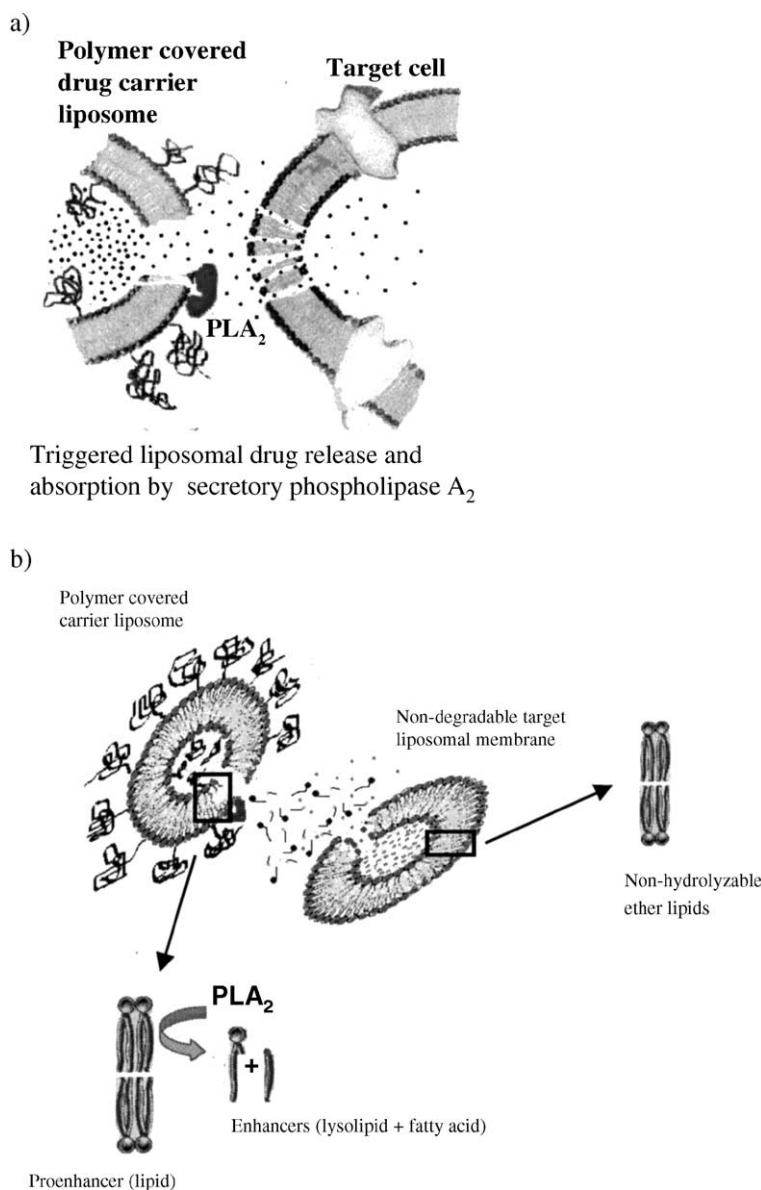 a)
Polymer covered
drug carrier
liposome
Target cell
PLA2
Triggered liposomal drug release and
absorption by secretory phospholipase A2
b)
Polymer covered
carrier liposome
Non-degradable target
liposomal membrane
Non-hydrolyzable
ether lipids
PLA2
+
Enhancers (lysolipid + fatty acid)
Proenhancer (lipid)